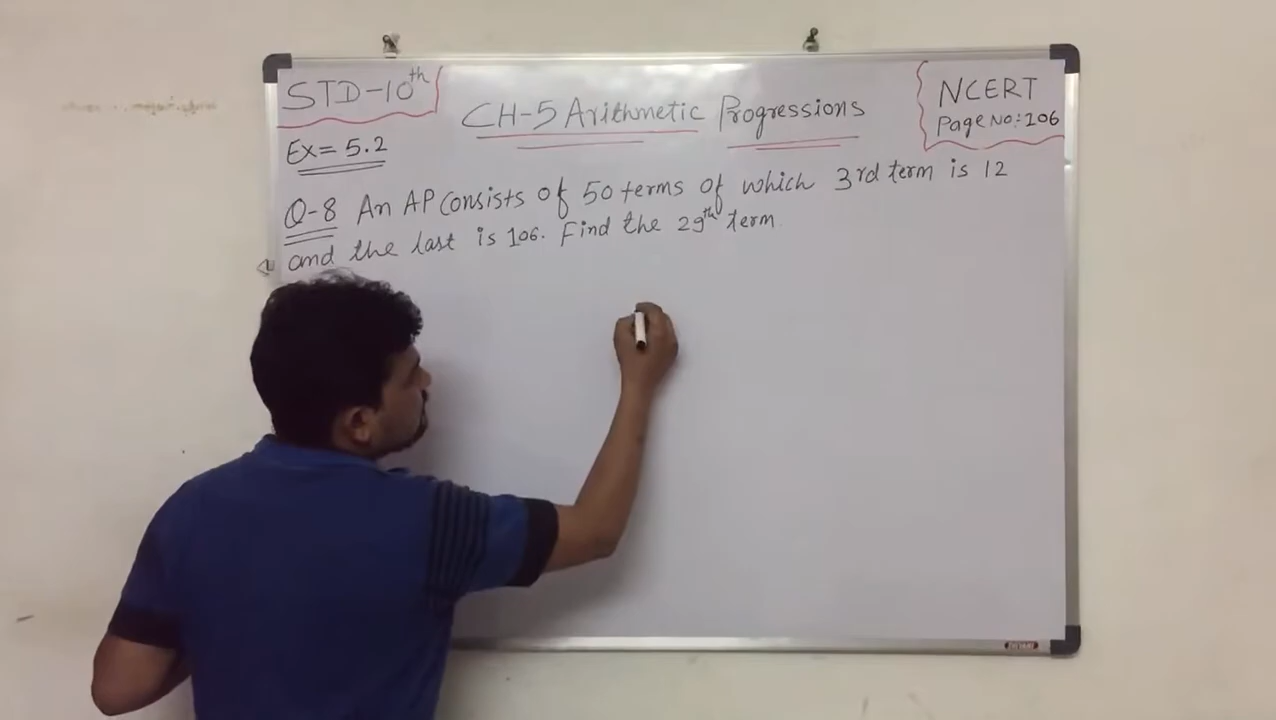 STD-10th
CH-5 Arithmetic Progressions
NCERT
Page No:106
Ex= 5.2
Q-8 An AP Consists of 50 terms of which 3rd term is 12
and the last is 106. Find the 29th term